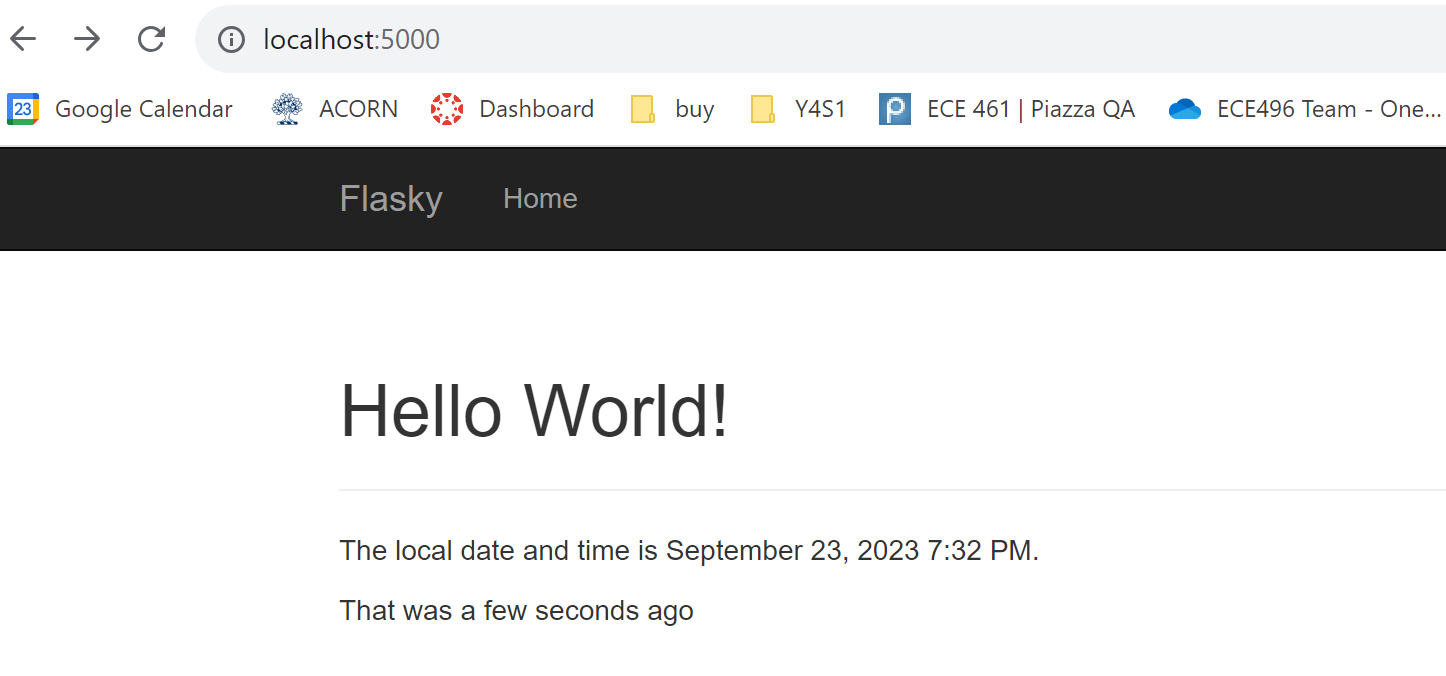 localhost:5000
23 Google Calendar ACORN Dashboard buy Y4S1 p ECE 461 | Piazza QA ECE496 Team - One...
Flasky Home
Hello World!
The local date and time is September 23, 2023 7:32 PM.
That was a few seconds ago